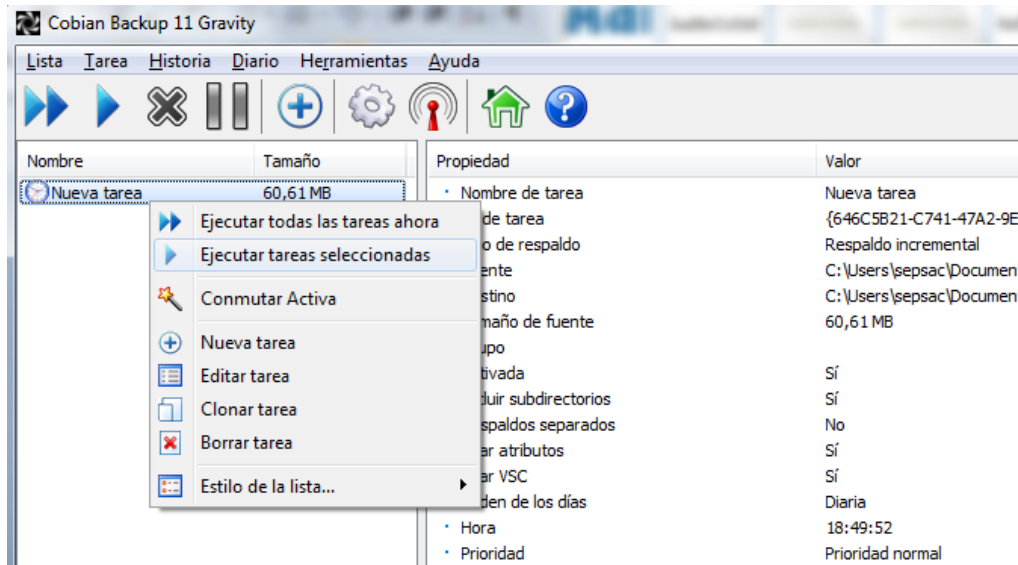 Cobian Backup 11 Gravity
Lista Tarea Historia Diario Herramientas Ayuda
Nombre Tamaño Propiedad Valor
Nueva tarea 60,61 MB
Nombre de tarea Nueva tarea
de tarea {646C5B21-C741-47A2-9E
o de respaldo Respaldo incremental
ente C:\Users\sepsac\Documen
stino C:\Users\sepsac\Documen
maño de fuente 60,61 MB
upo
tivada Sí
luir subdirectorios Sí
spaldos separados No
ar atributos Sí
ar VSC Sí
den de los días Diaria
Hora 18:49:52
Prioridad Prioridad normal
Ejecutar todas las tareas ahora
Ejecutar tareas seleccionadas
Conmutar Activa
Nueva tarea
Editar tarea
Clonar tarea
Borrar tarea
Estilo de la lista...